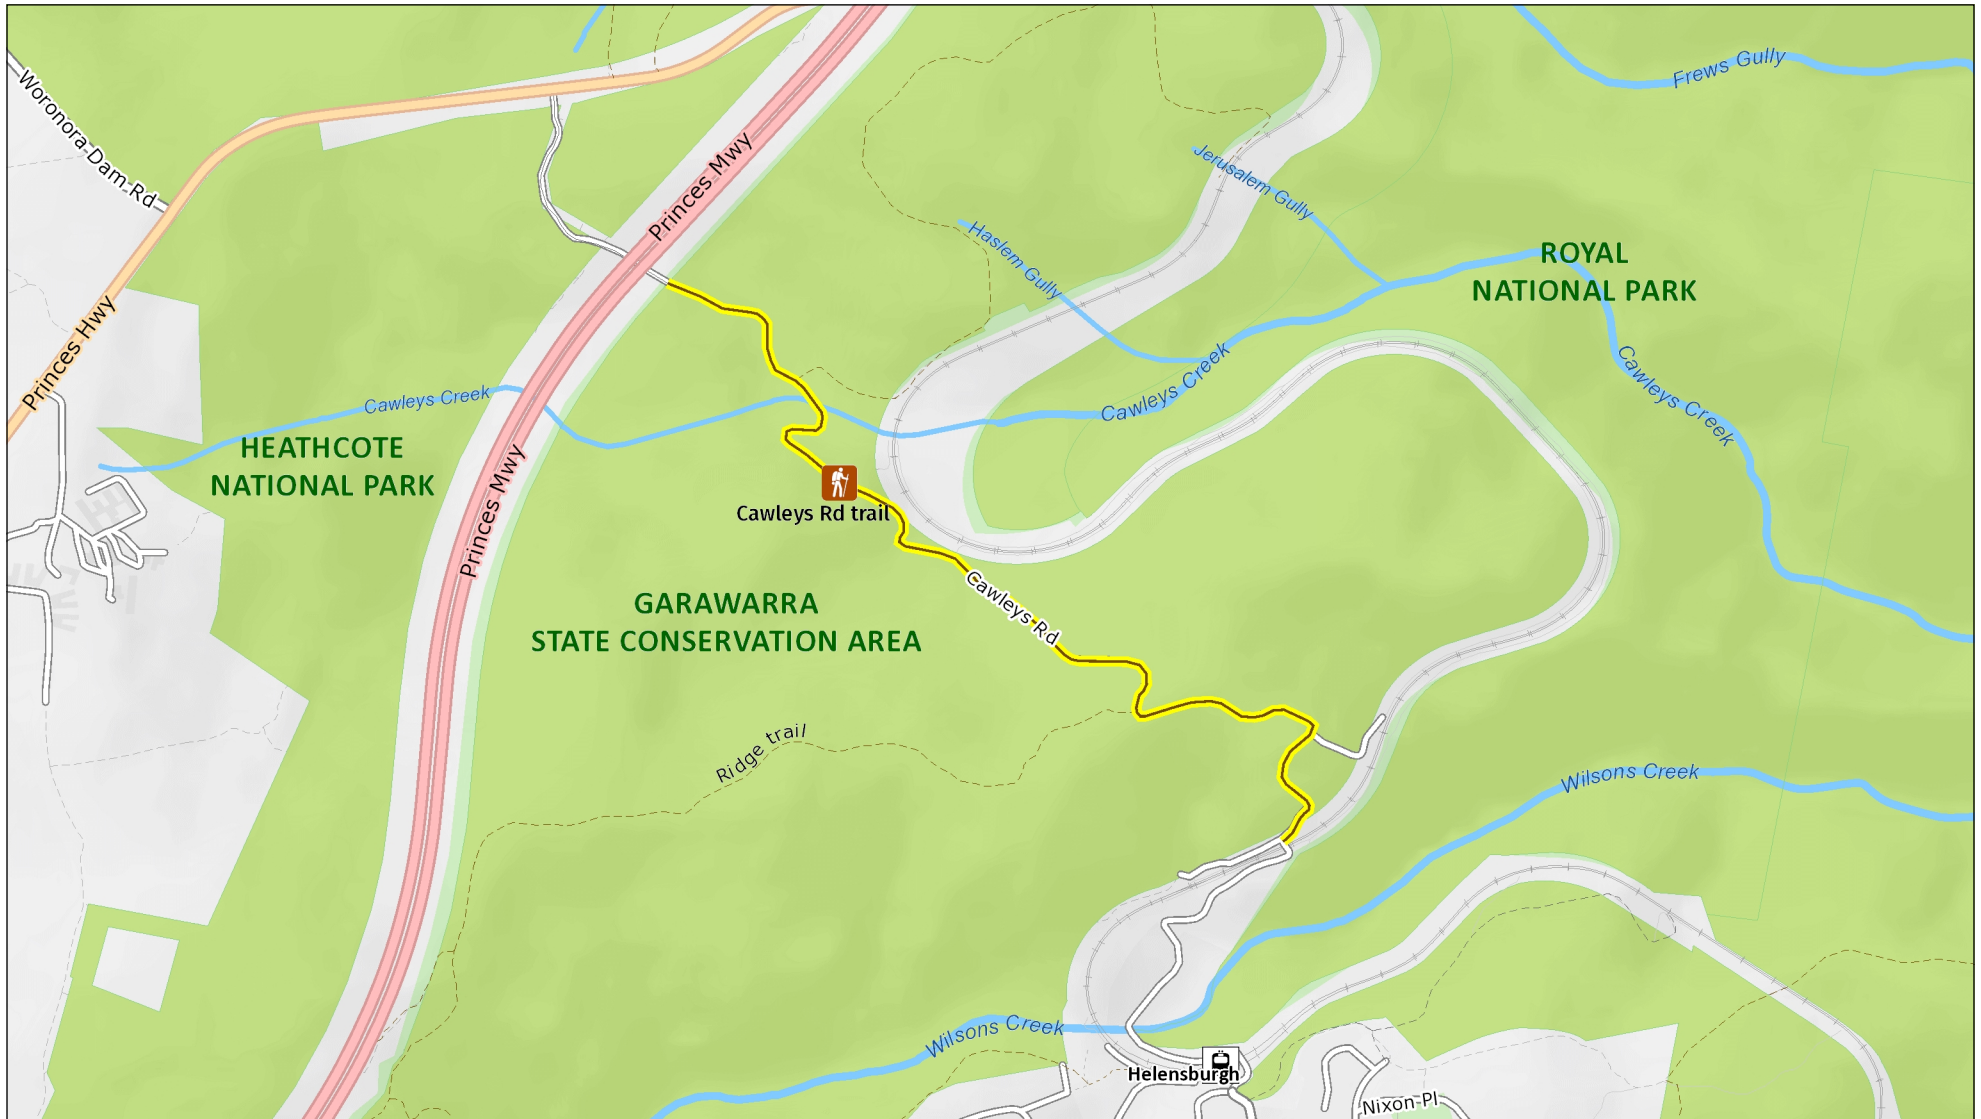 Frews Gully
Woronora Dam Rd
Princes Mwy
Jerusalem Gully
Haslem Gully
ROYAL
NATIONAL PARK
Princes Hwy
Cawleys Creek
Cawleys Creek
Cawleys Creek
HEATHCOTE
NATIONAL PARK
Princes Mwy
Cawleys Rd trail
GARAWARRA
STATE CONSERVATION AREA
Cawleys Rd
Ridge trail
Wilsons Creek
Wilsons Creek
Helensburgh
Nixon Pl